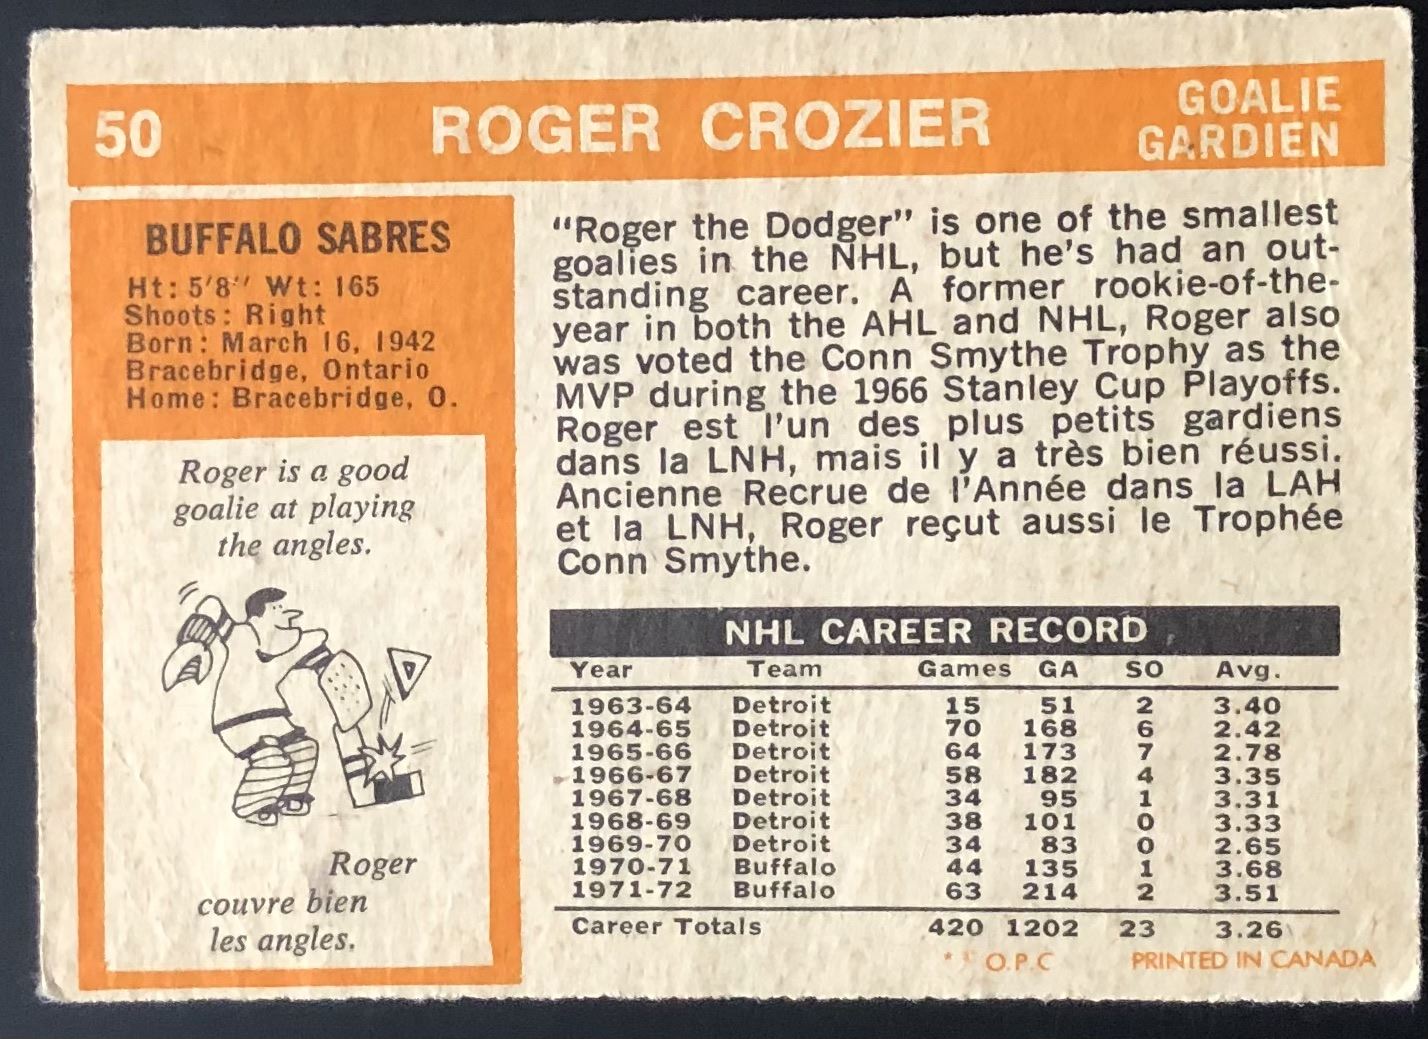 50 ROGER CROZIER GOALIE
GARDIEN
BUFFALO SABRES
Ht: 5'8" Wt: 165
Shoots: Right
Born: March 16, 1942
Bracebridge, Ontario
Home: Bracebridge, O.
Roger is a good
goalie at playing
the angles.
Roger
couvre bien
les angles.
"Roger the Dodger" is one of the smallest
goalies in the NHL, but he's had an out-
standing career. A former rookie-of-the-
year in both the AHL and NHL, Roger also
was voted the Conn Smythe Trophy as the
MVP during the 1966 Stanley Cup Playoffs.
Roger est l'un des plus petits gardiens
dans la LNH, mais il y a très bien réussi.
Ancienne Recrue de l'Année dans la LAH
et la LNH, Roger reçut aussi le Trophée
Conn Smythe.
NHL CAREER RECORD
Year Team Games GA SO Avg.
1963-64 Detroit 15 51 2 3.40
1964-65 Detroit 70 168 6 2.42
1965-66 Detroit 64 173 7 2.78
1966-67 Detroit 58 182 4 3.35
1967-68 Detroit 34 95 1 3.31
1968-69 Detroit 38 101 0 3.33
1969-70 Detroit 34 83 0 2.65
1970-71 Buffalo 44 135 1 3.68
1971-72 Buffalo 63 214 2 3.51
Career Totals 420 1202 23 3.26
* © O.P.C PRINTED IN CANADA